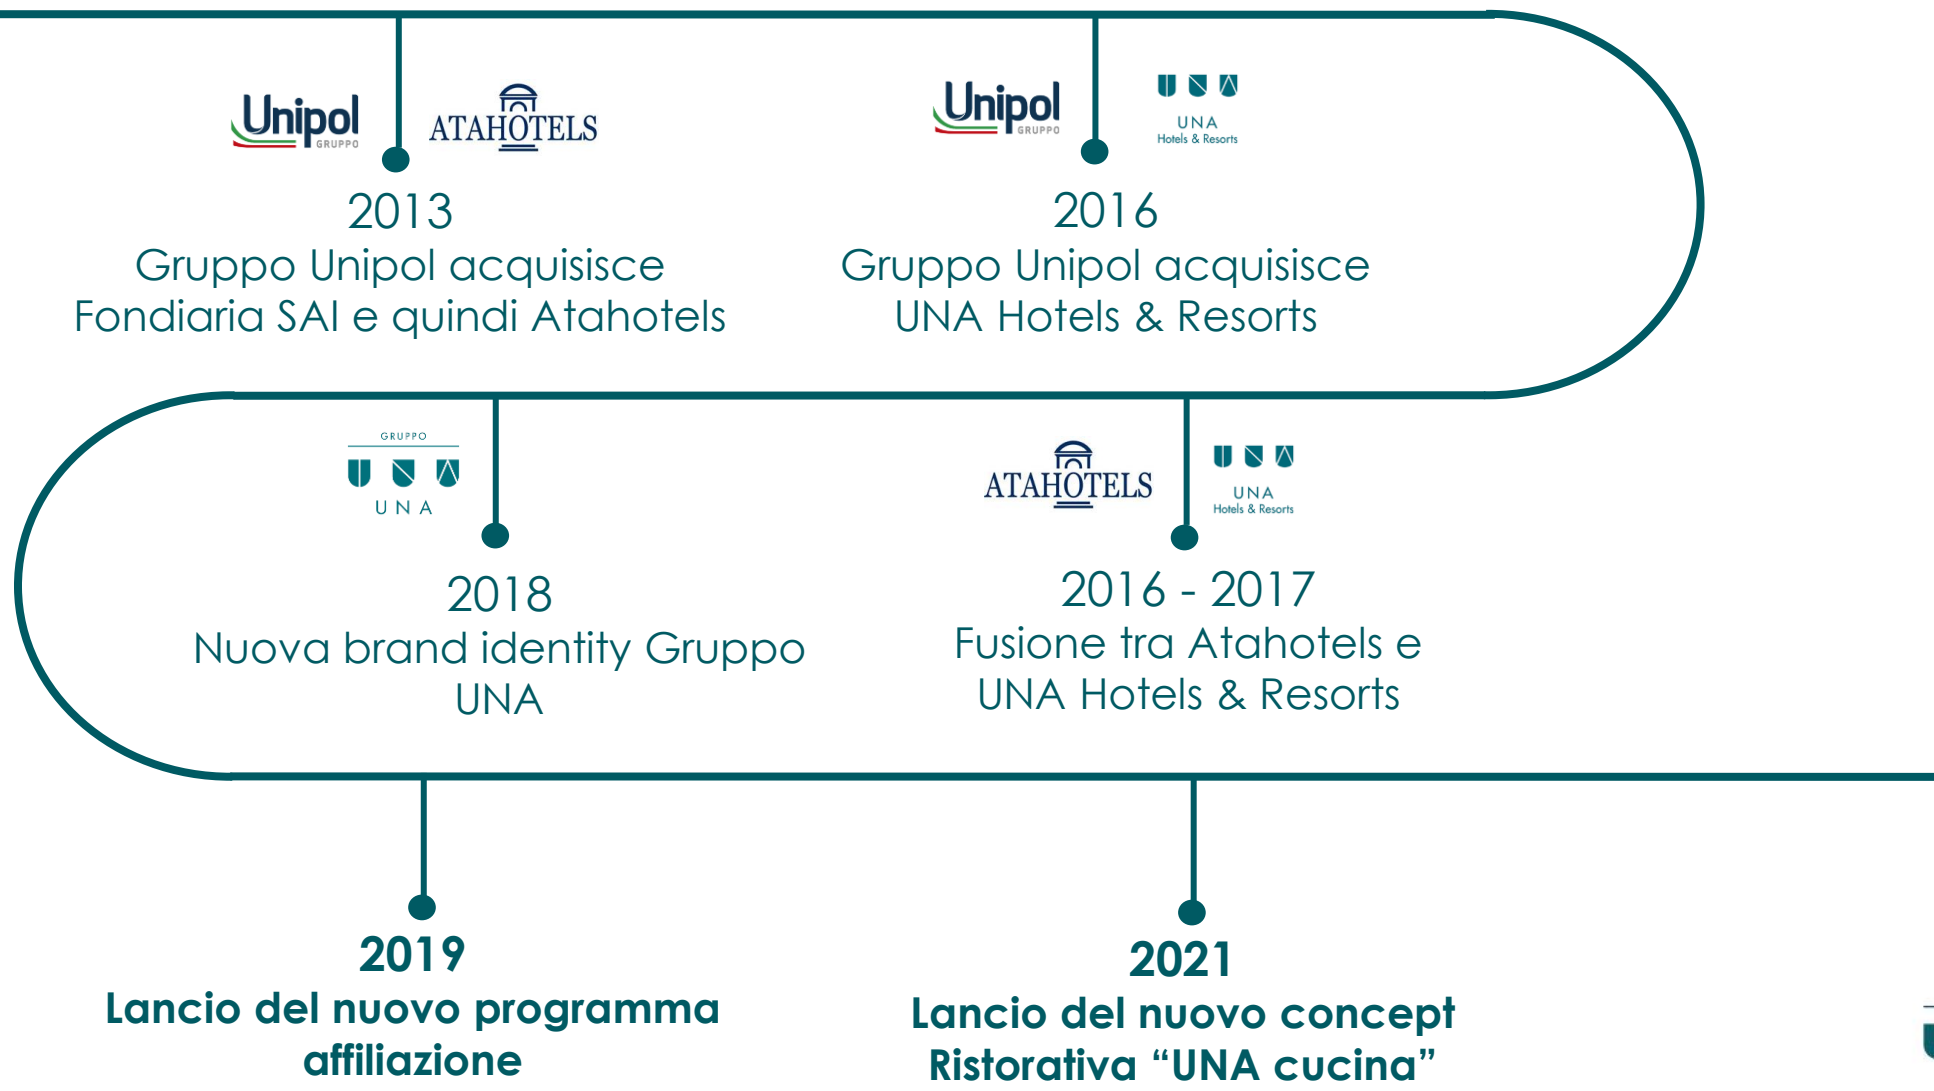 Unipol
GRUPPO
ATAHOTELS
2013
Gruppo Unipol acquisisce
Fondiaria SAI e quindi Atahotels
Unipol
GRUPPO
UNA
UNA
Hotels & Resorts
2016
Gruppo Unipol acquisisce
UNA Hotels & Resorts
GRUPPO
UNA
UNA
2018
Nuova brand identity Gruppo
UNA
ATAHOTELS
UNA
UNA
Hotels & Resorts
2016 - 2017
Fusione tra Atahotels e
UNA Hotels & Resorts
2019
Lancio del nuovo programma
affiliazione
2021
Lancio del nuovo concept
Ristorativa “UNA cucina”